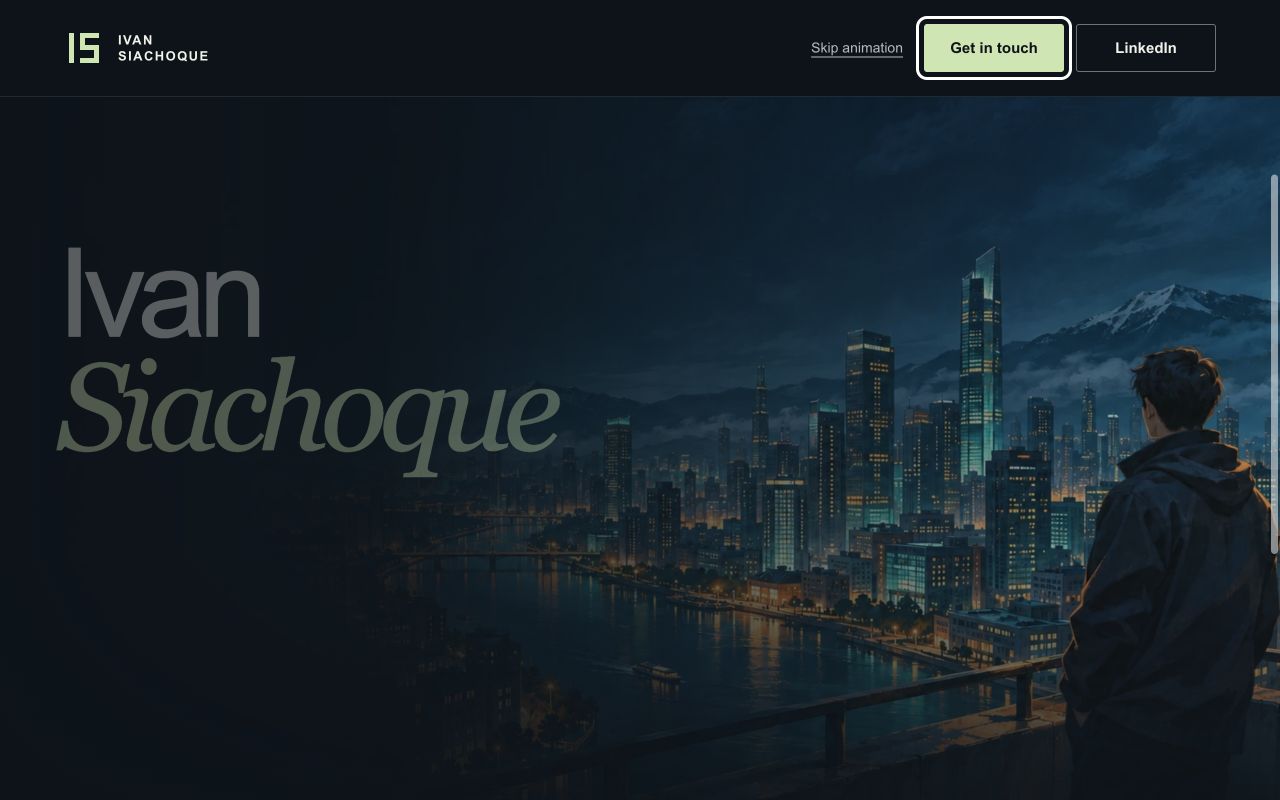 IS
IVAN
SIACHOQUE
Skip animation
Get in touch
LinkedIn
Ivan
Siachoque